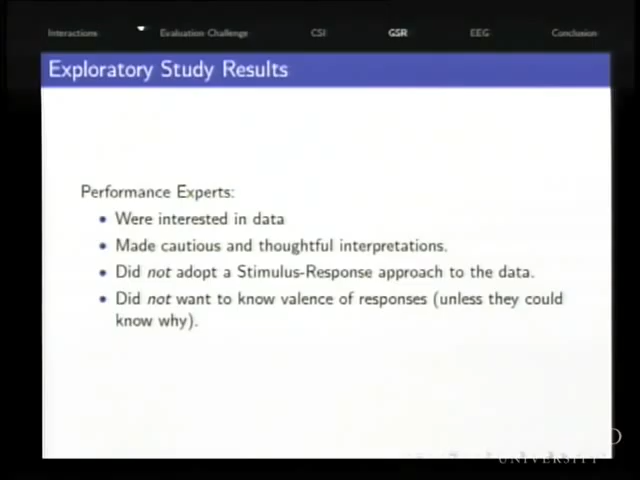 Interactions Evaluation Challenge CSI GSR EEG Conclusion
Exploratory Study Results
Performance Experts:
• Were interested in data
• Made cautious and thoughtful interpretations.
• Did not adopt a Stimulus-Response approach to the data.
• Did not want to know valence of responses (unless they could
know why).
UNIVERSITY